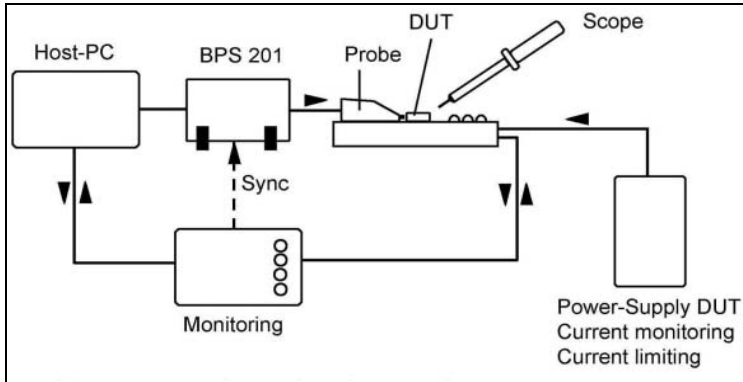 Host-PC
BPS 201
Probe
DUT
Scope
Sync
Monitoring
Power-Supply DUT
Current monitoring
Current limiting